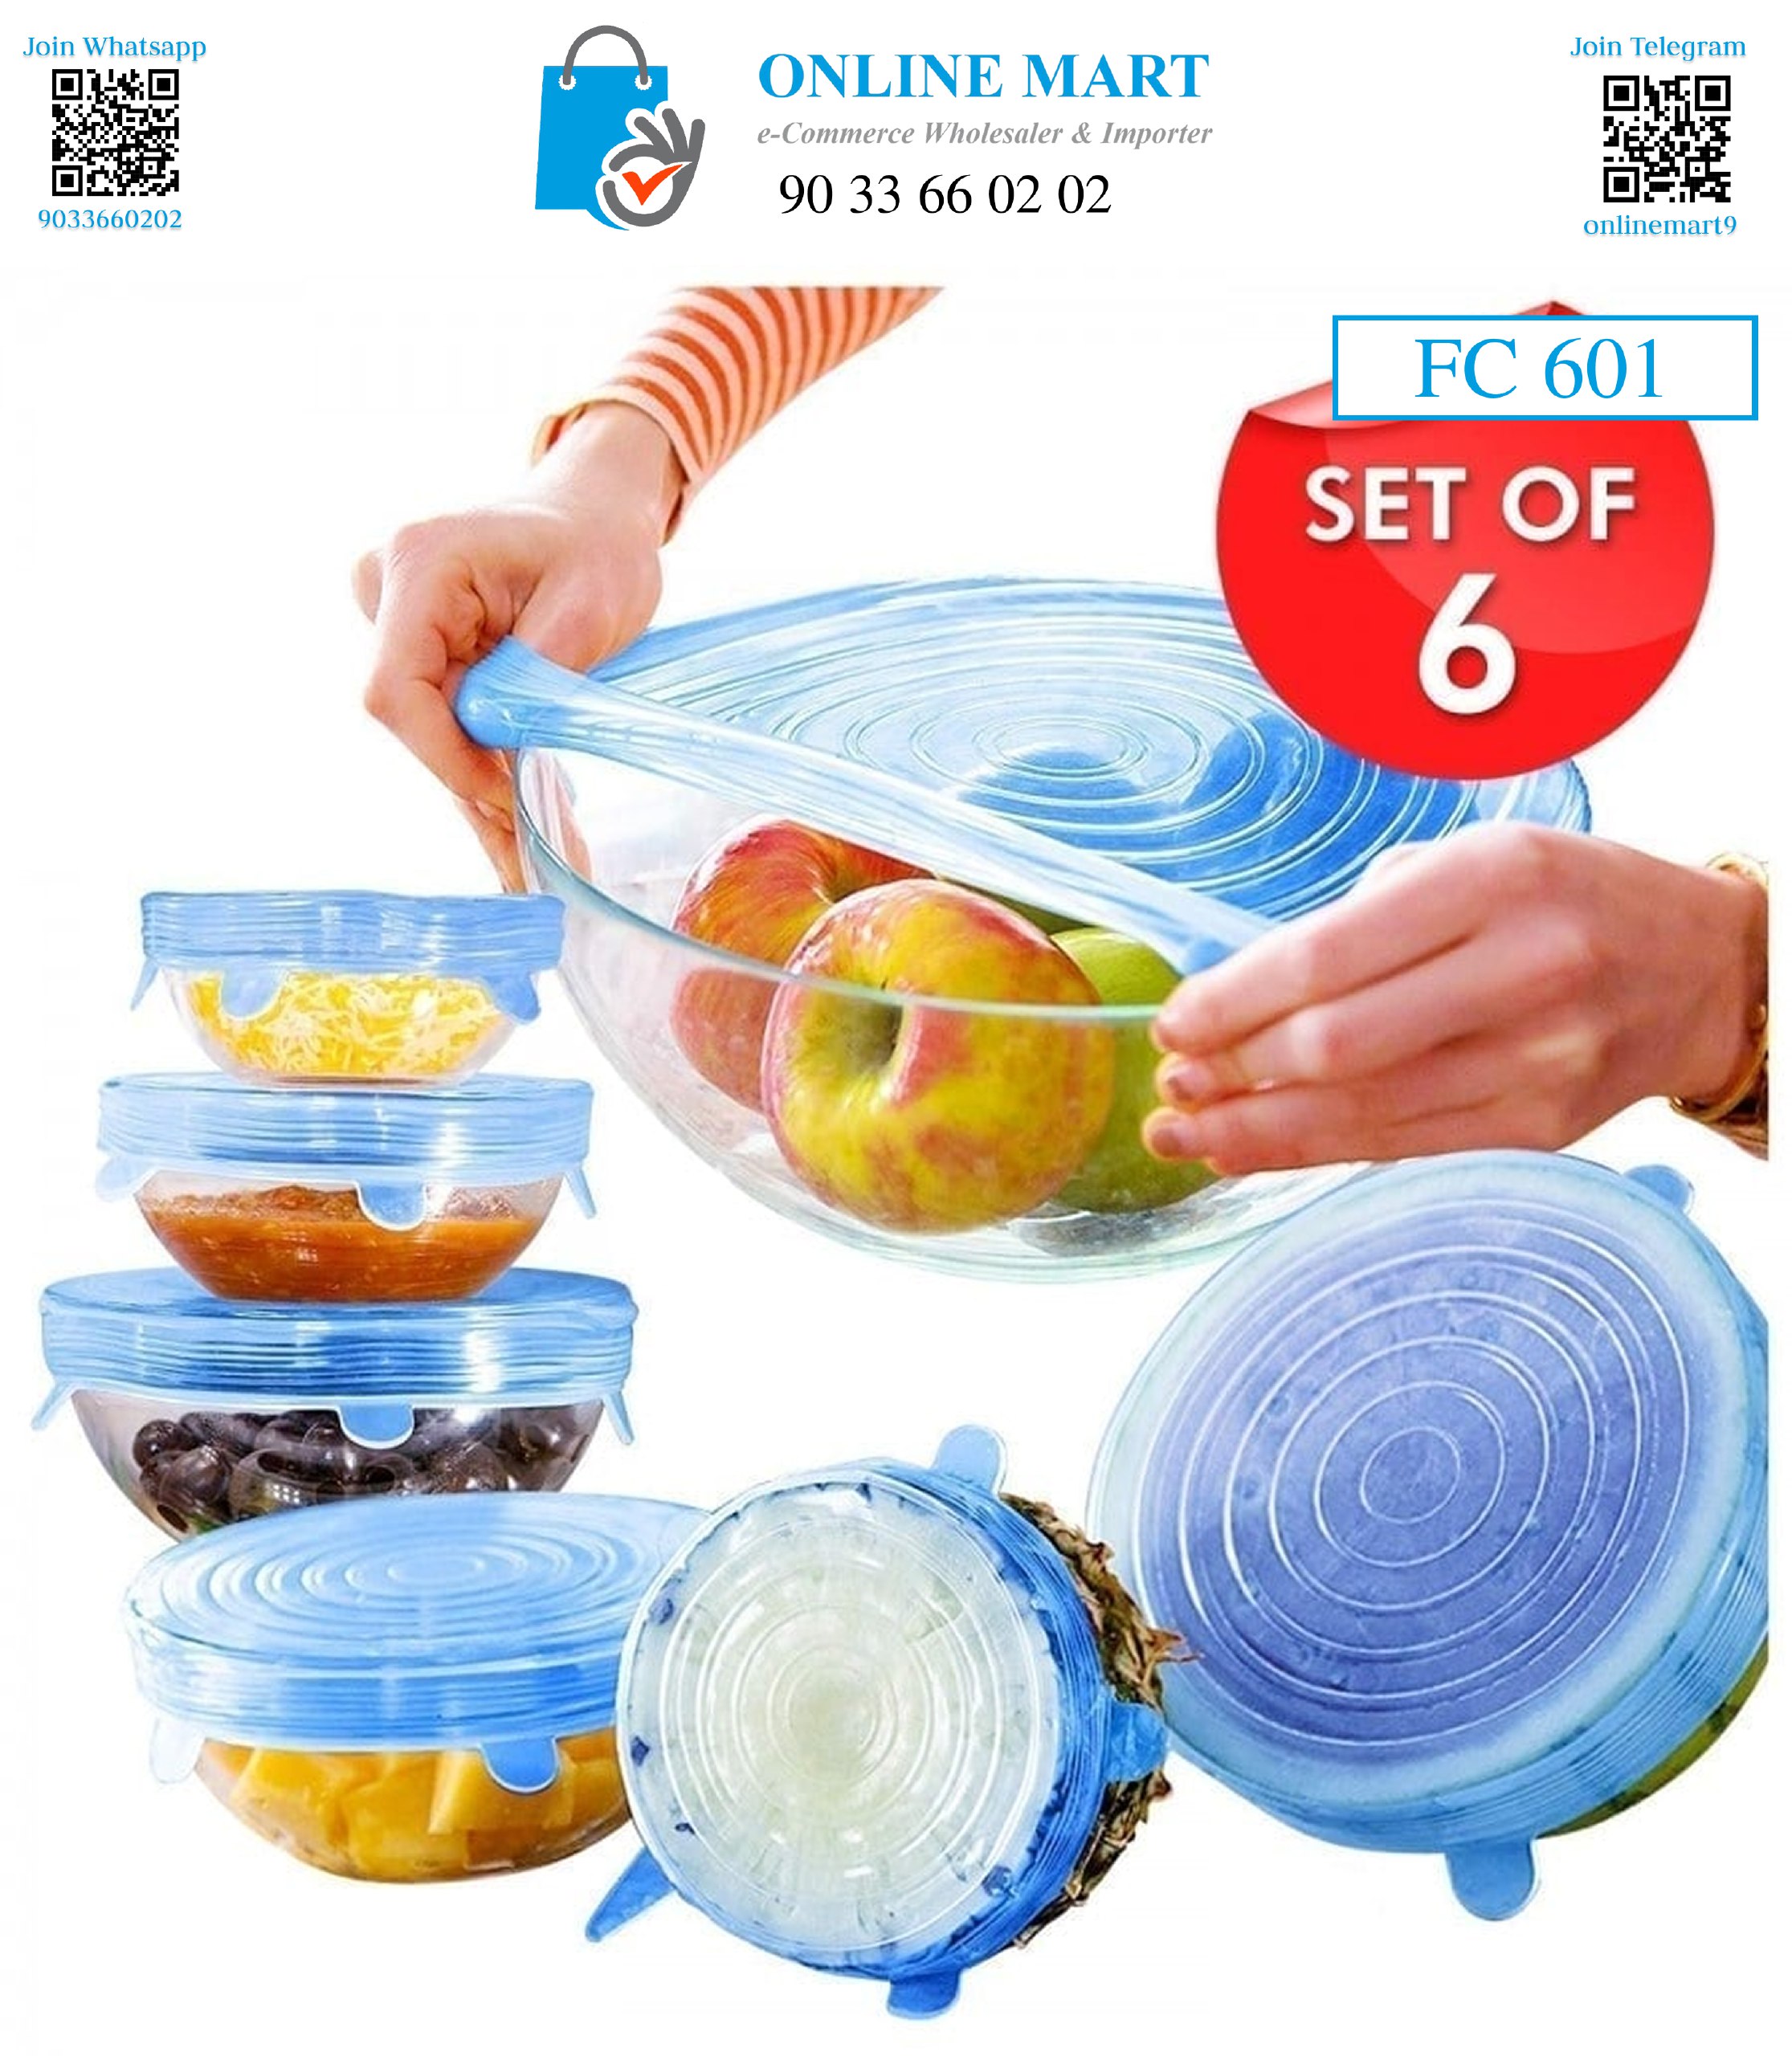 Join Whatsapp
9033660202
ONLINE MART
e-Commerce Wholesaler & Importer
90 33 66 02 02
Join Telegram
onlinemart9
FC 601
SET OF
6